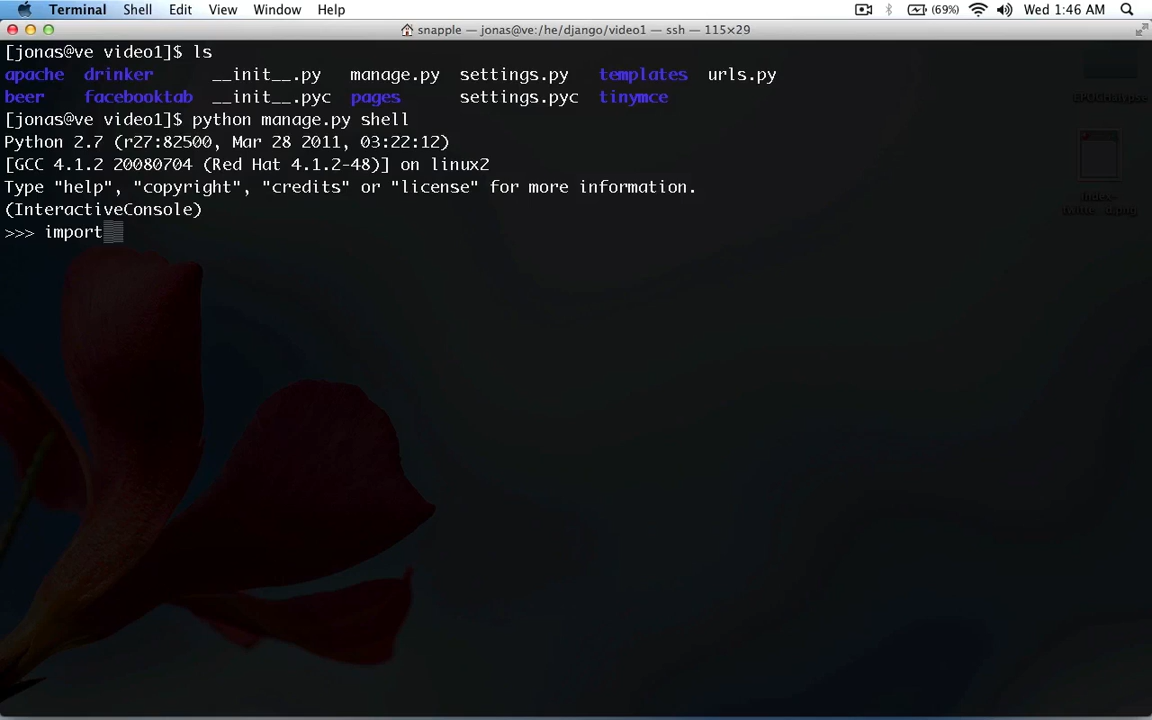 Terminal Shell Edit View Window Help (69%) Wed 1:46 AM
snapple — jonas@ve:/he/django/video1 — ssh — 115×29
[jonas@ve video1]$ ls
apache drinker __init__.py manage.py settings.py templates urls.py
beer facebooktab __init__.pyc pages settings.pyc tinymce
[jonas@ve video1]$ python manage.py shell
Python 2.7 (r27:82500, Mar 28 2011, 03:22:12)
[GCC 4.1.2 20080704 (Red Hat 4.1.2-48)] on linux2
Type "help", "copyright", "credits" or "license" for more information.
(InteractiveConsole)
>>> import